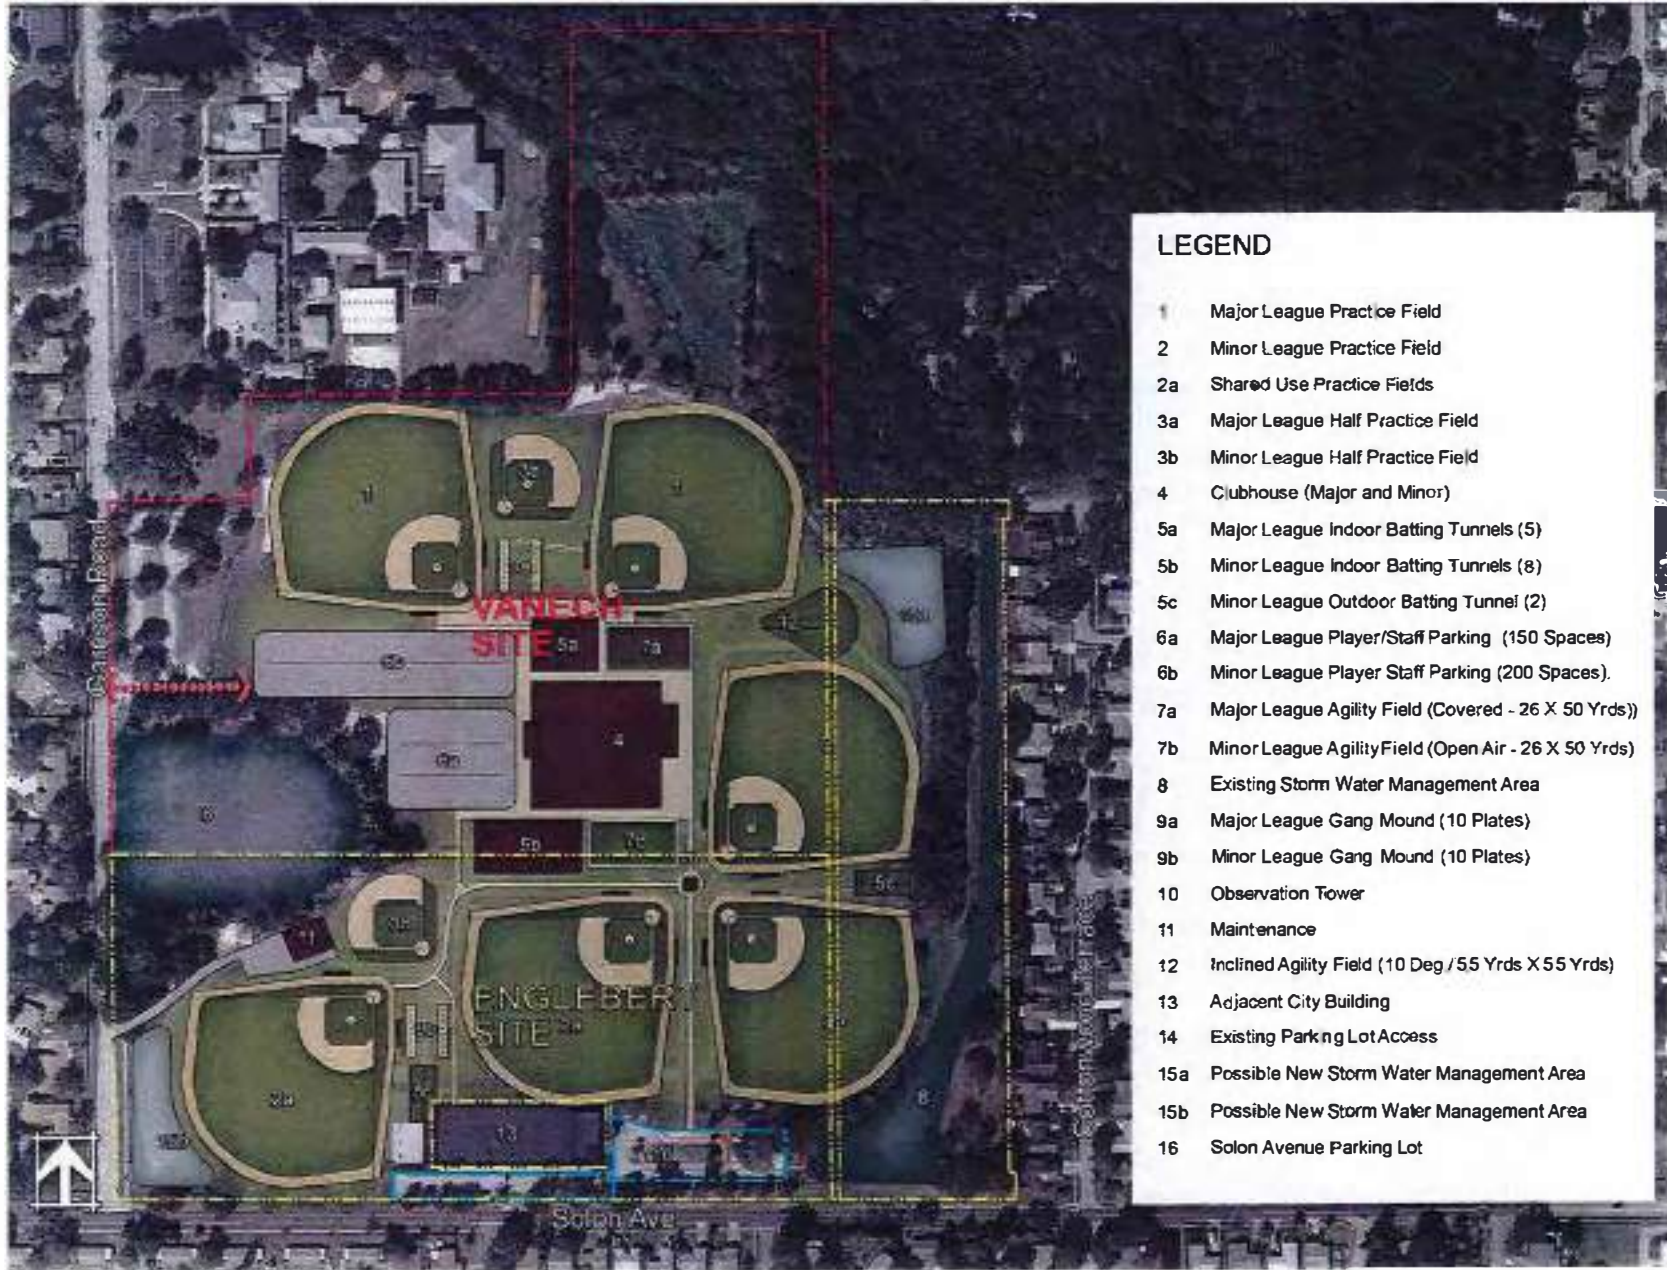 LEGEND
1 Major League Practice Field
2 Minor League Practice Field
2a Shared Use Practice Fields
3a Major League Half Practice Field
3b Minor League Half Practice Field
4 Clubhouse (Major and Minor)
5a Major League Indoor Batting Tunnels (5)
5b Minor League Indoor Batting Tunnels (8)
5c Minor League Outdoor Batting Tunnel (2)
6a Major League Player/Staff Parking (150 Spaces)
6b Minor League Player Staff Parking (200 Spaces).
7a Major League Agility Field (Covered - 26 X 50 Yrds))
7b Minor League Agility Field (Open Air - 26 X 50 Yrds)
8 Existing Storm Water Management Area
9a Major League Gang Mound (10 Plates)
9b Minor League Gang Mound (10 Plates)
10 Observation Tower
11 Maintenance
12 Inclined Agility Field (10 Deg./55 Yrds X 55 Yrds)
13 Adjacent City Building
14 Existing Parking Lot Access
15a Possible New Storm Water Management Area
15b Possible New Storm Water Management Area
16 Solon Avenue Parking Lot
1
VANECH
SITE
5a
7a
4
5b
5c
11
ENGLEBERT
SITE
2a
8
13
Solon Ave